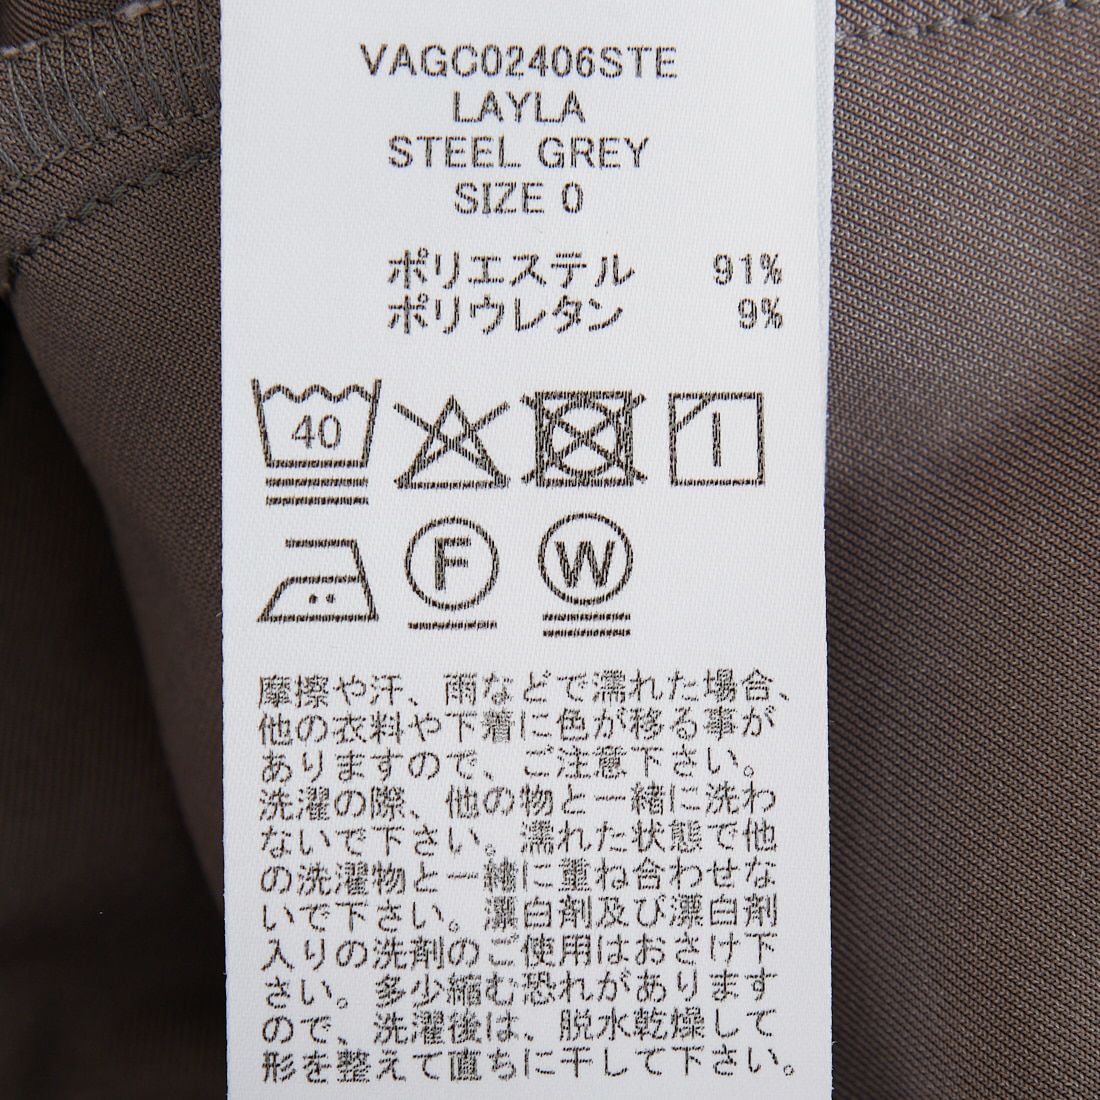 VAGC02406STE
LAYLA
STEEL GREY
SIZE 0
ポリエステル 91%
ポリウレタン 9%
40
F
W
摩擦や汗、雨などで濡れた場合、
他の衣料や下着に色が移る事が
ありますので、ご注意下さい。
洗濯の際、他の物と一緒に洗わ
ないで下さい。濡れた状態で他
の洗濯物と一緒に重ね合わせな
いで下さい。漂白剤及び漂白剤
入りの洗剤のご使用はおさけ下
さい。多少縮む恐れがあります
ので、洗濯後は、脱水乾燥して
形を整えて直ちに干して下さい。